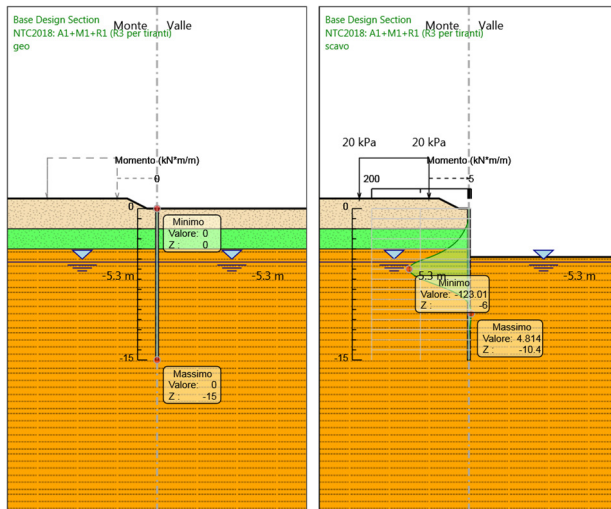 Base Design Section
NTC2018: A1+M1+R1 (R3 per tiranti)
geo
Monte
Valle
Momento (kN*m/m)
0
0
Minimo
Valore: 0
Z : 0
-5.3 m
-5.3 m
-15
Massimo
Valore: 0
Z : -15
Base Design Section
NTC2018: A1+M1+R1 (R3 per tiranti)
scavo
Monte
Valle
20 kPa
20 kPa
Momento (kN*m/m)
200
5
0
-5.3 m
-5.3 m
Minimo
Valore: -123.01
Z : -6
Massimo
Valore: 4.814
Z : -10.4
-15